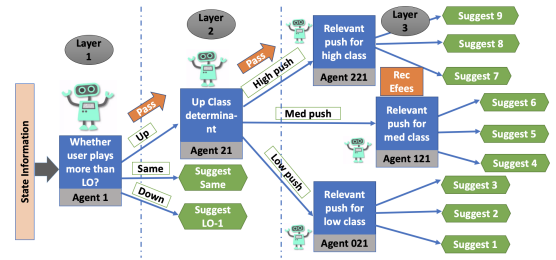 State Information
Layer
1
Whether
user plays
more than
LO?
Agent 1
Pass
Up
Same
Down
Layer
2
Up Class
determina-
nt
Agent 21
Suggest
Same
Suggest
LO-1
Pass
High push
Med push
Low push
Layer
3
Relevant
push for
high class
Agent 221
Rec
Efees
Relevant
push for
med class
Agent 121
Relevant
push for
low class
Agent 021
Suggest 9
Suggest 8
Suggest 7
Suggest 6
Suggest 5
Suggest 4
Suggest 3
Suggest 2
Suggest 1